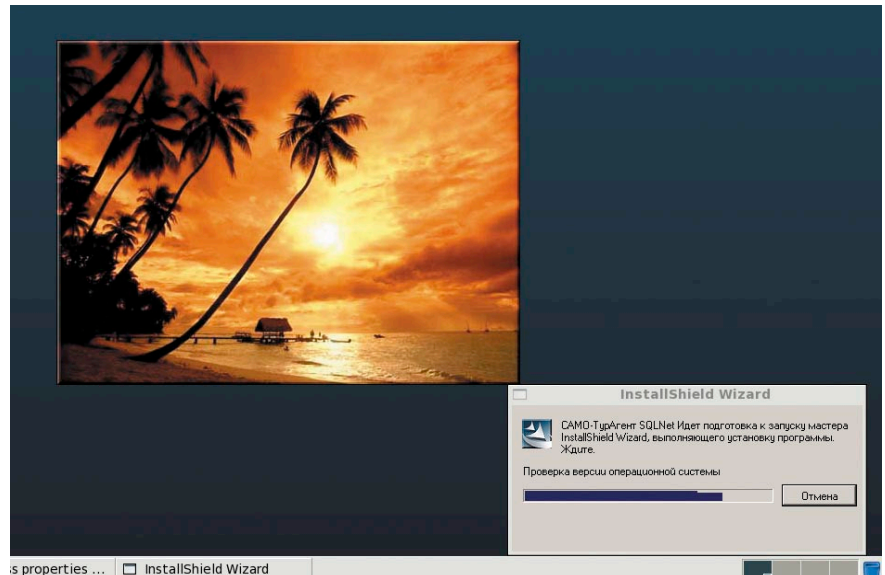 InstallShield Wizard
САМО-ТурАгент SQLNet Идет подготовка к запуску мастера
InstallShield Wizard, выполняющего установку программы.
Ждите.
Проверка версии операционной системы
Отмена
ss properties ...
InstallShield Wizard